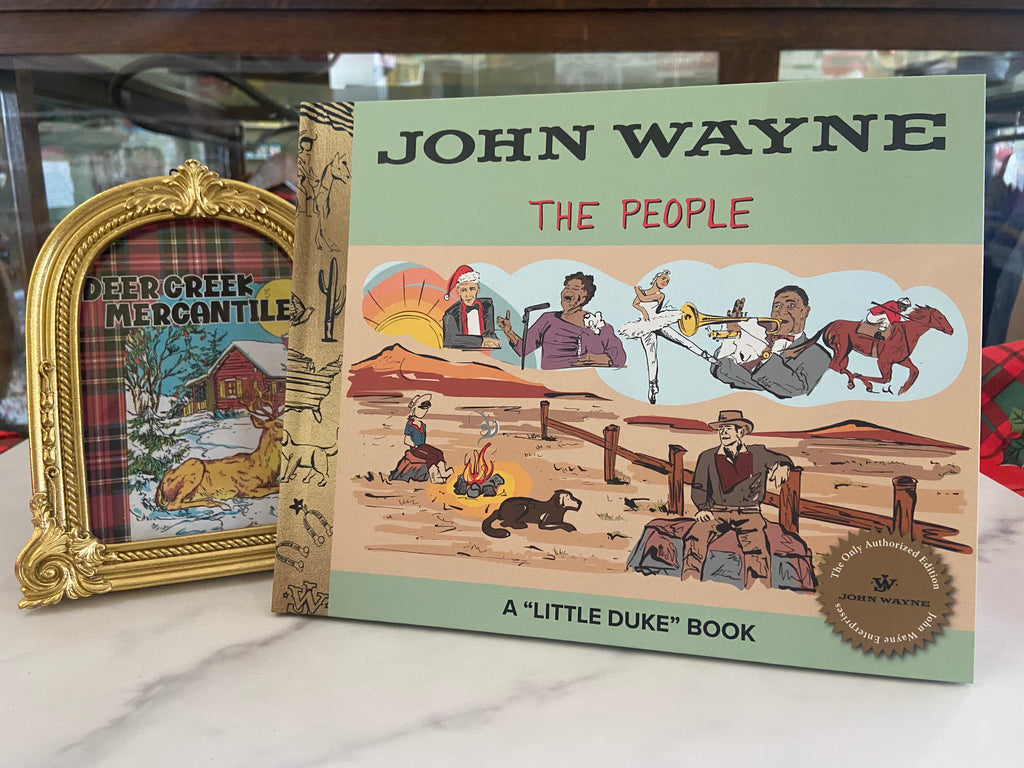 DEER CREEK
MERCANTILE
JOHN WAYNE
THE PEOPLE
A “LITTLE DUKE” BOOK
The Only Authorized Edition
JW
JOHN WAYNE
John Wayne Enterprises